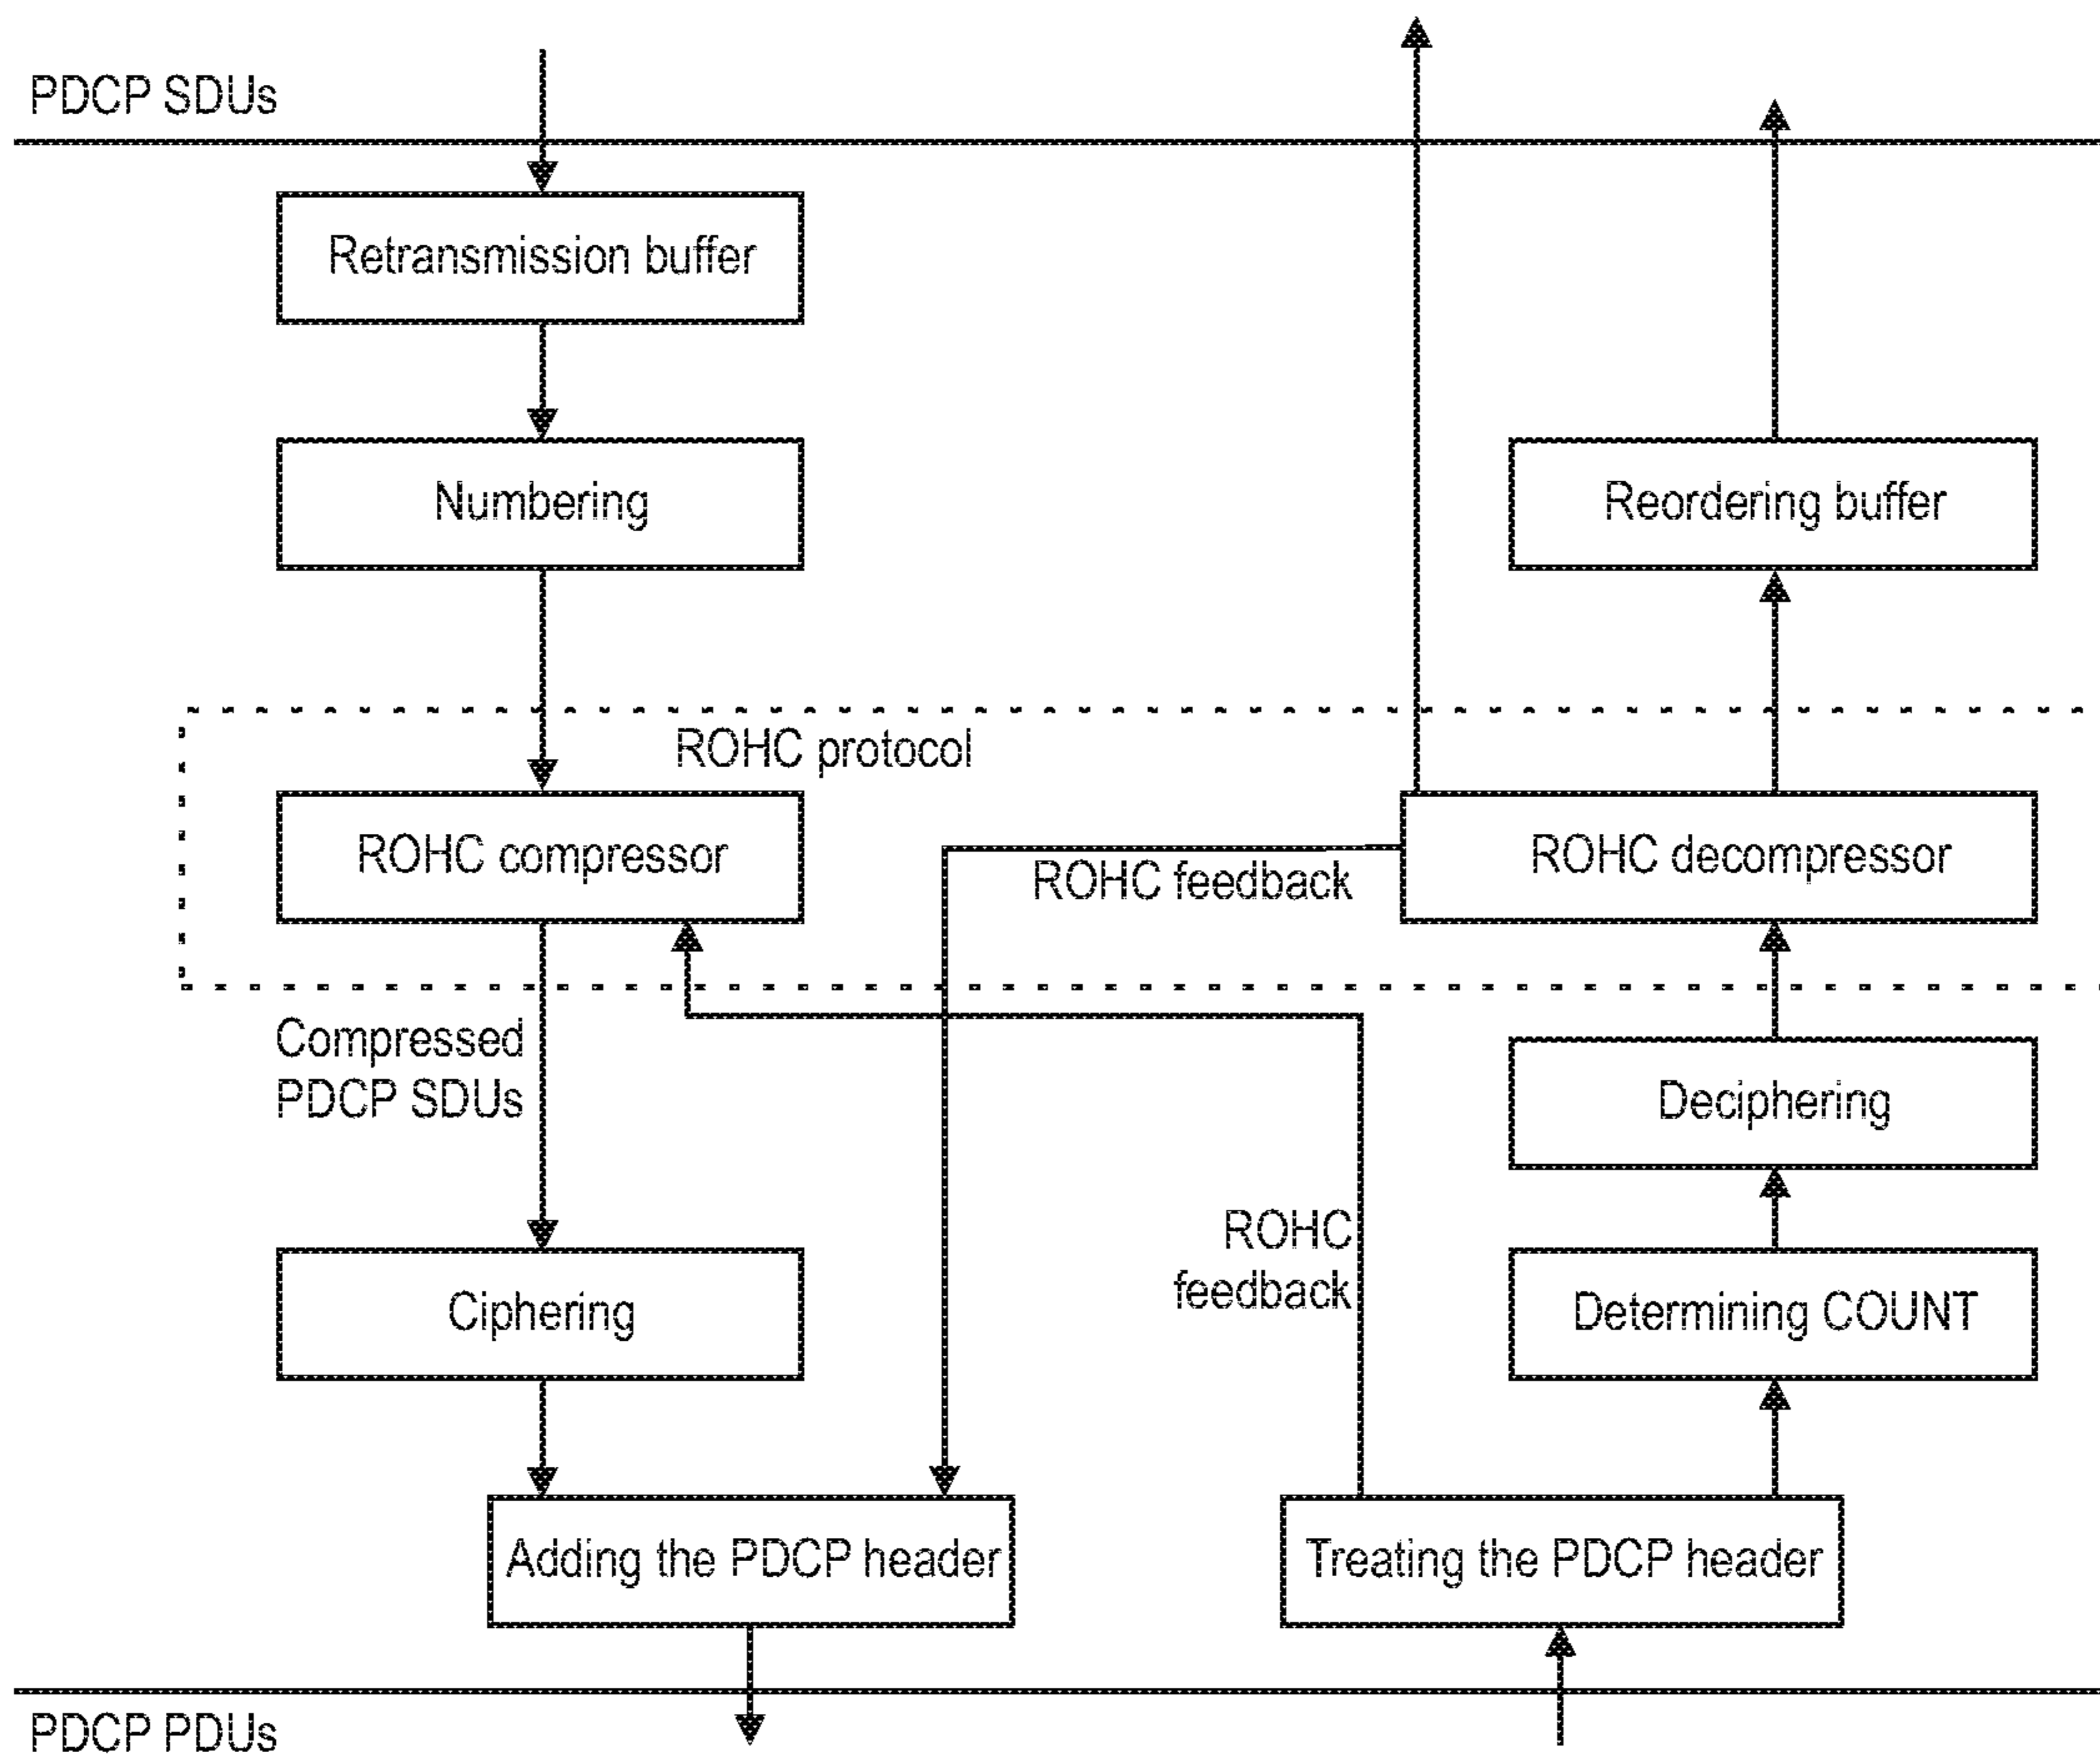 PDCP SDUs
Retransmission buffer
Numbering
Reordering buffer
ROHC protocol
ROHC compressor
ROHC feedback
ROHC decompressor
Compressed
PDCP SDUs
Deciphering
ROHC
feedback
Ciphering
Determining COUNT
Adding the PDCP header
Treating the PDCP header
PDCP PDUs